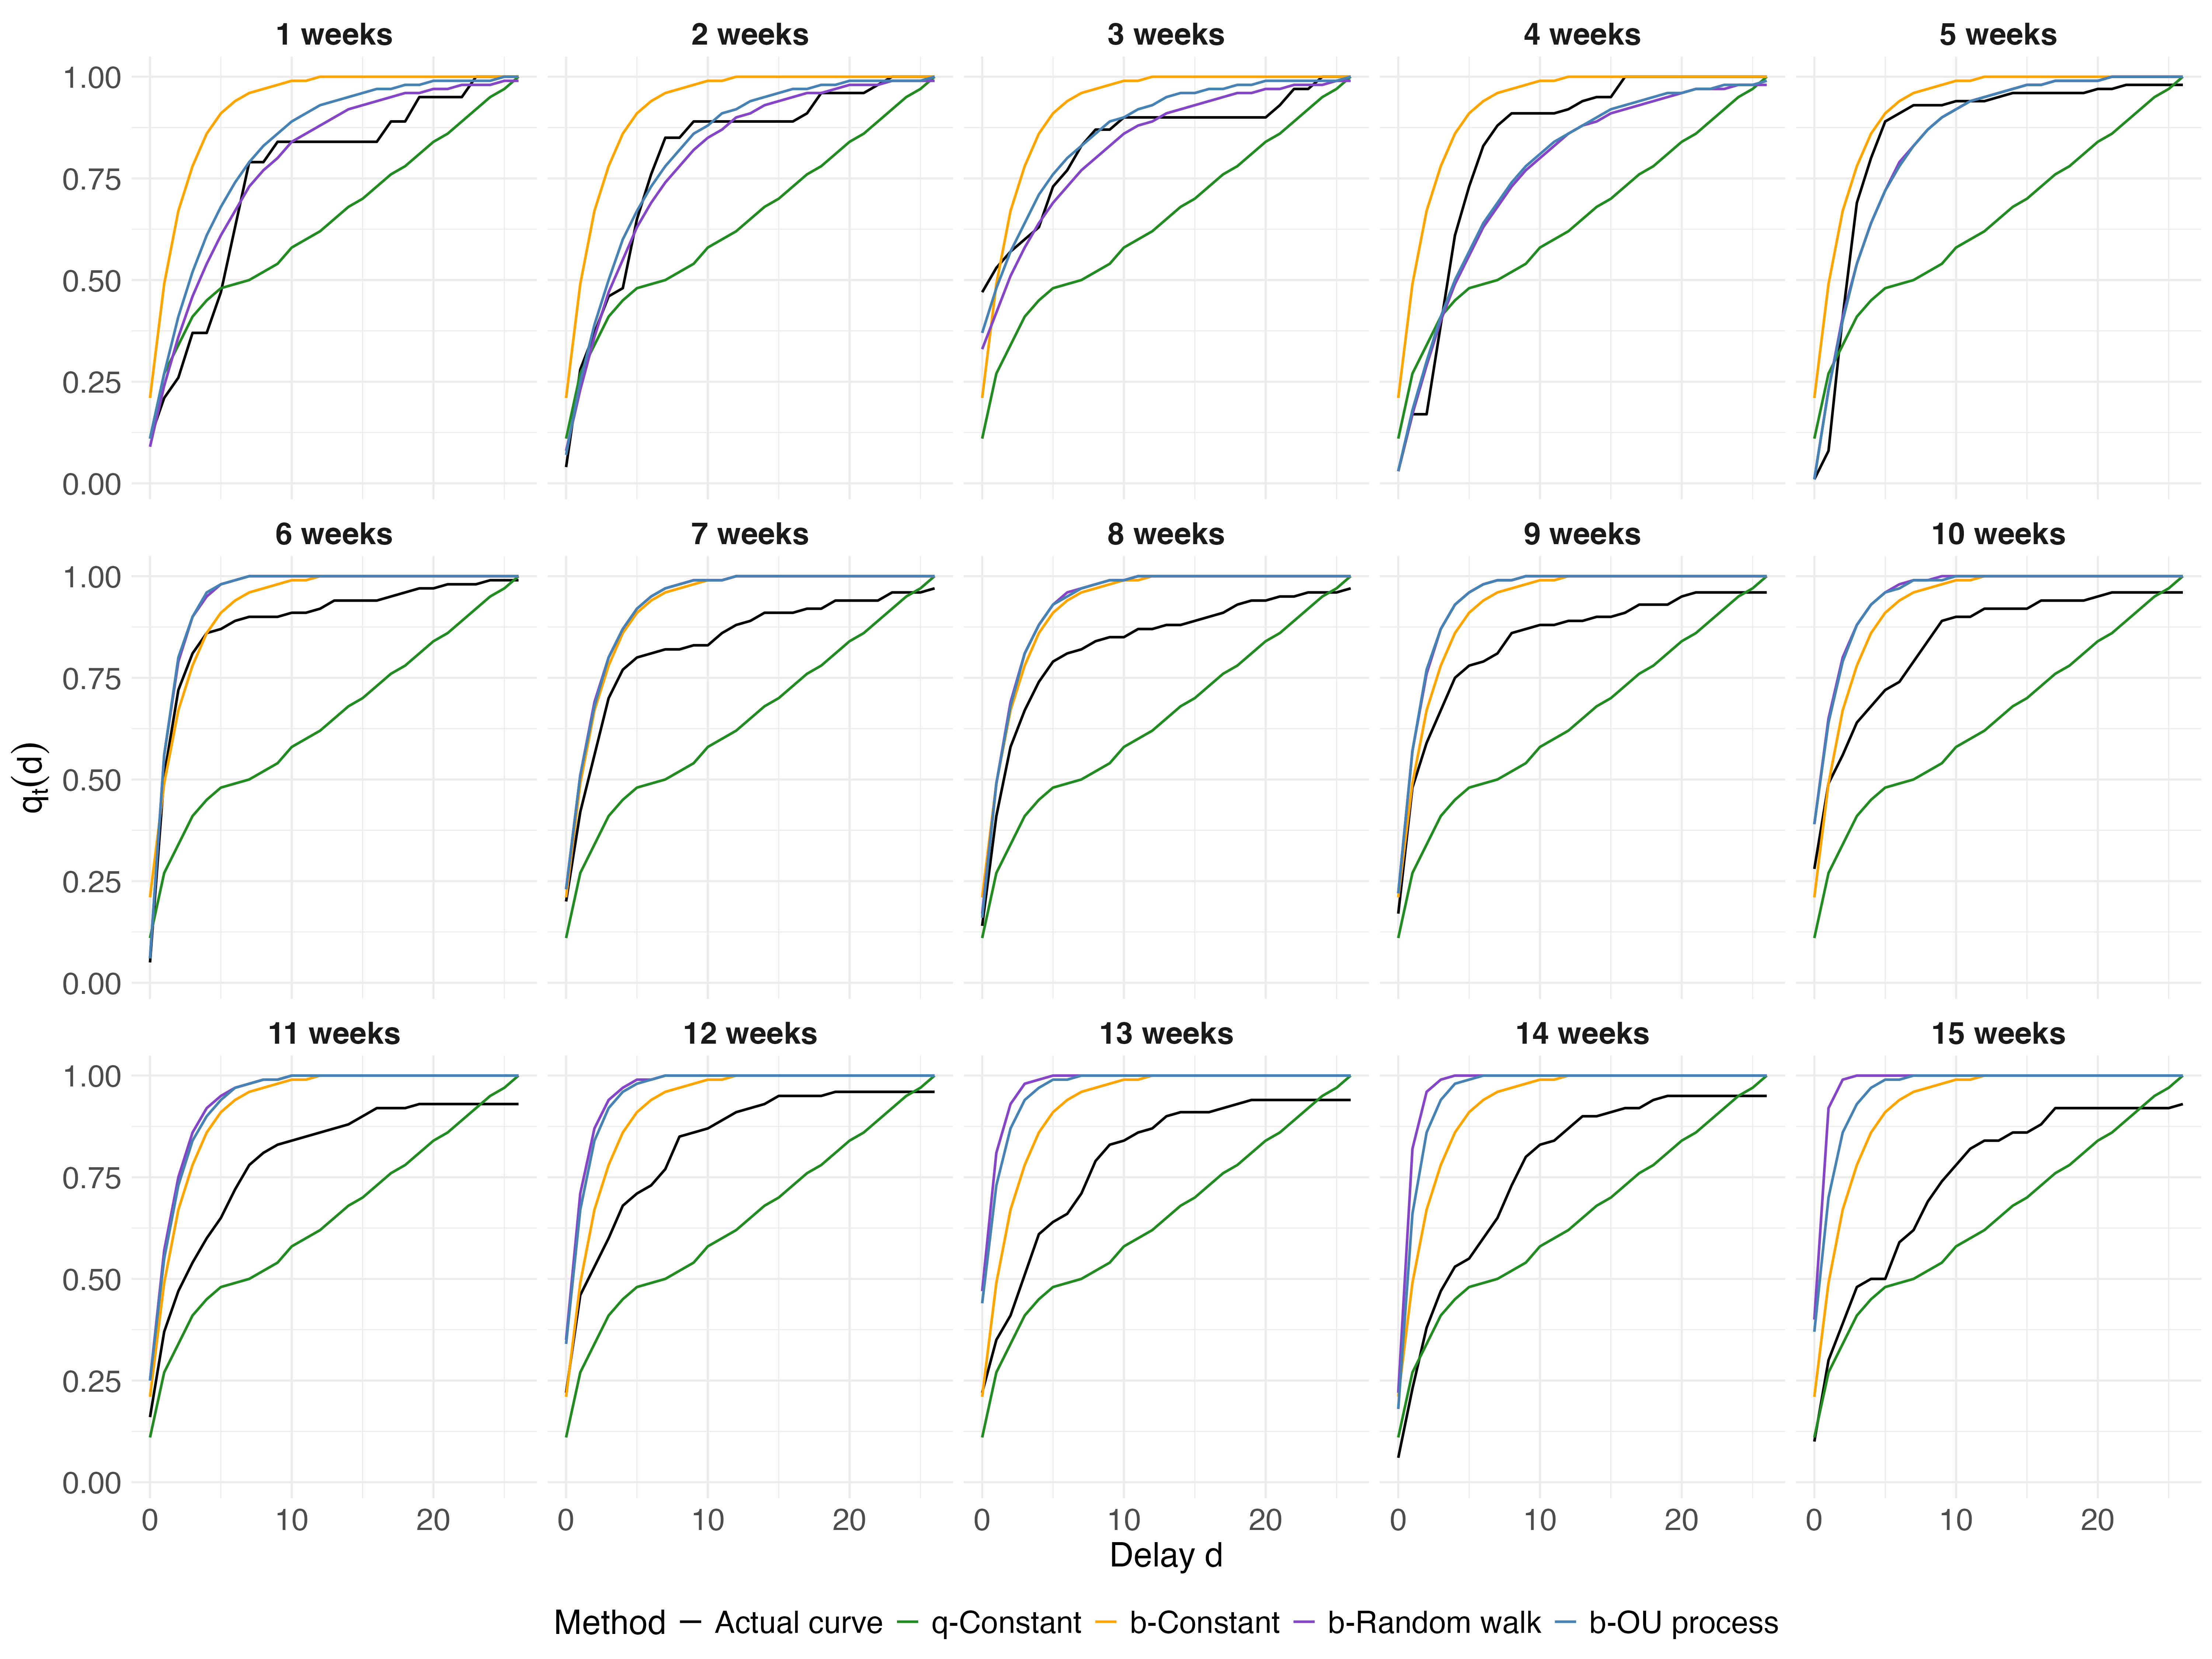 1 weeks 2 weeks 3 weeks 4 weeks 5 weeks
1.00
0.75
0.50
0.25
0.00
6 weeks 7 weeks 8 weeks 9 weeks 10 weeks
1.00
0.75
0.50
0.25
0.00
qt(d)
11 weeks 12 weeks 13 weeks 14 weeks 15 weeks
1.00
0.75
0.50
0.25
0.00
0 10 20 0 10 20 0 10 20 0 10 20 0 10 20
Delay d
Method Actual curve q-Constant b-Constant b-Random walk b-OU process